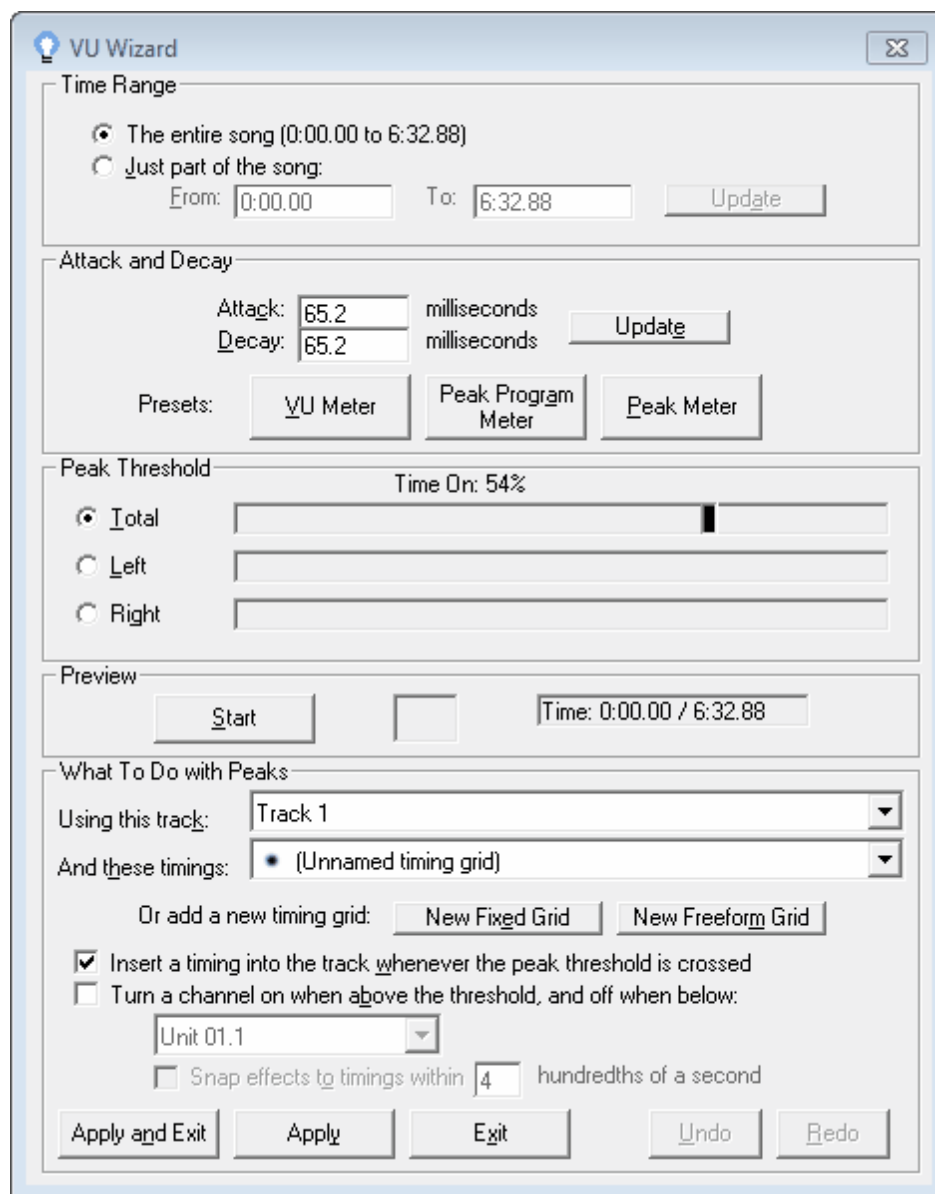 VU Wizard
Time Range
The entire song (0:00.00 to 6:32.88)
Just part of the song:
From: 0:00.00 To: 6:32.88 Update
Attack and Decay
Attack: 65.2 milliseconds
Decay: 65.2 milliseconds
Update
Presets: VU Meter Peak Program Meter Peak Meter
Peak Threshold
Time On: 54%
Total
Left
Right
Preview
Start Time: 0:00.00 / 6:32.88
What To Do with Peaks
Using this track: Track 1
And these timings: (Unnamed timing grid)
Or add a new timing grid: New Fixed Grid New Freeform Grid
Insert a timing into the track whenever the peak threshold is crossed
Turn a channel on when above the threshold, and off when below:
Unit 01.1
Snap effects to timings within 4 hundredths of a second
Apply and Exit Apply Exit Undo Redo